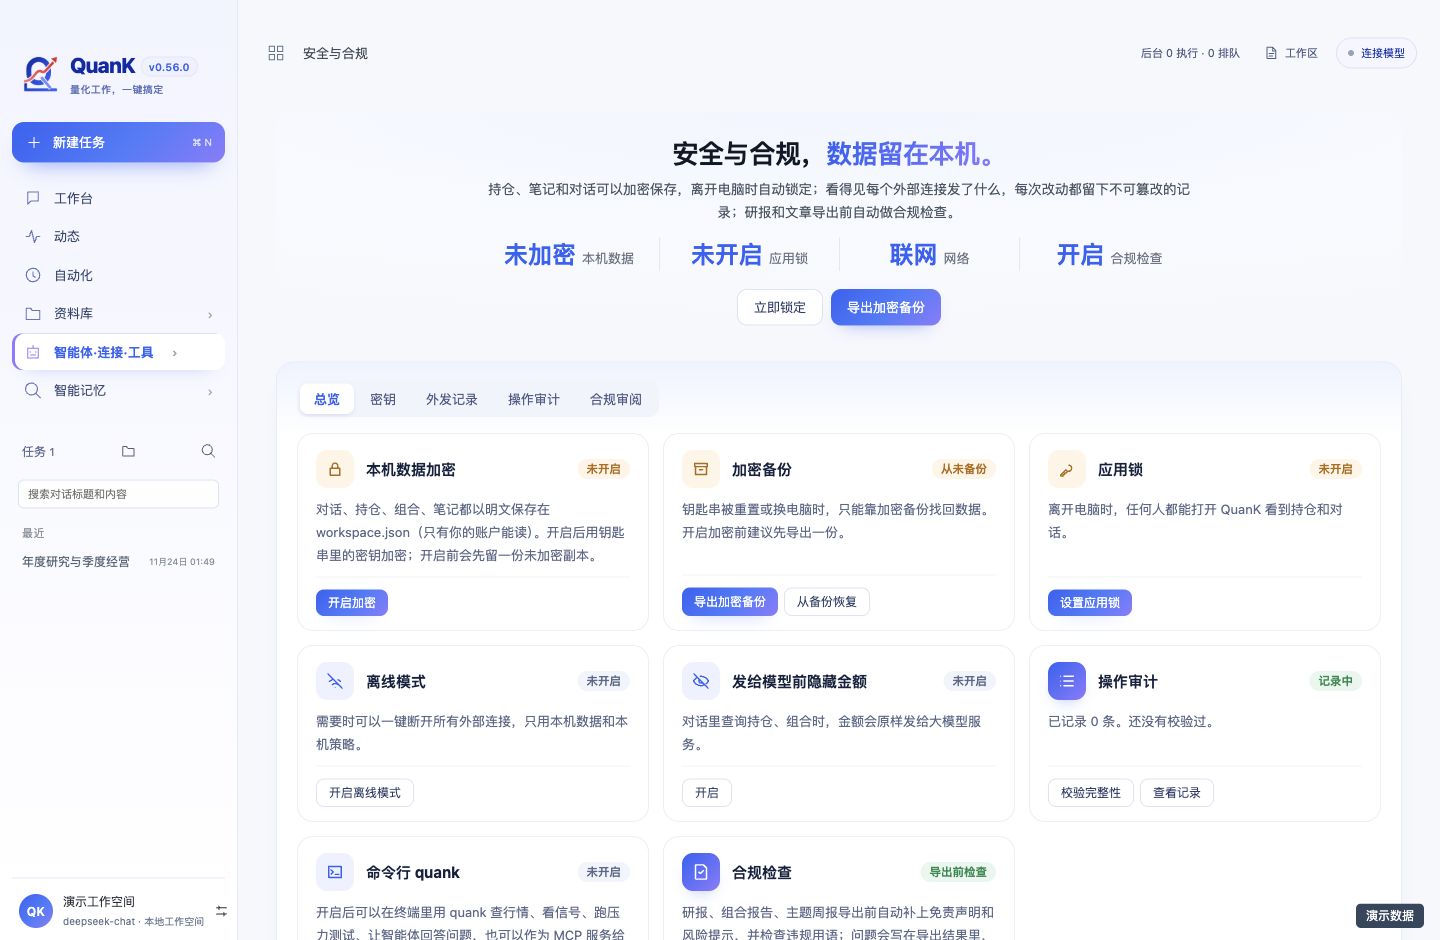 QuanK v0.56.0
量化工作，一键搞定
新建任务 ⌘ N
工作台
动态
自动化
资料库
智能体·连接·工具
智能记忆
任务 1
搜索对话标题和内容
最近
年度研究与季度经营 11月24日 01:49
QK
演示工作空间
deepseek-chat · 本地工作空间
安全与合规
后台 0 执行 · 0 排队
工作区
连接模型
安全与合规，数据留在本机。
持仓、笔记和对话可以加密保存，离开电脑时自动锁定；看得见每个外部连接发了什么，每次改动都留下不可篡改的记
录；研报和文章导出前自动做合规检查。
未加密 本机数据
未开启 应用锁
联网 网络
开启 合规检查
立即锁定
导出加密备份
总览
密钥
外发记录
操作审计
合规审阅
本机数据加密 未开启
对话、持仓、组合、笔记都以明文保存在
workspace.json（只有你的账户能读）。开启后用钥匙
串里的密钥加密；开启前会先留一份未加密副本。
开启加密
加密备份 从未备份
钥匙串被重置或换电脑时，只能靠加密备份找回数据。
开启加密前建议先导出一份。
导出加密备份
从备份恢复
应用锁 未开启
离开电脑时，任何人都能打开 QuanK 看到持仓和对
话。
设置应用锁
离线模式 未开启
需要时可以一键断开所有外部连接，只用本机数据和本
机策略。
开启离线模式
发给模型前隐藏金额 未开启
对话里查询持仓、组合时，金额会原样发给大模型服
务。
开启
操作审计 记录中
已记录 0 条。还没有校验过。
校验完整性
查看记录
命令行 quank 未开启
开启后可以在终端里用 quank 查行情、看信号、跑压
力测试、让智能体回答问题，也可以作为 MCP 服务给
合规检查 导出前检查
研报、组合报告、主题周报导出前自动补上免责声明和
风险提示，并检查违规用语；问题会写在导出结果里，
演示数据